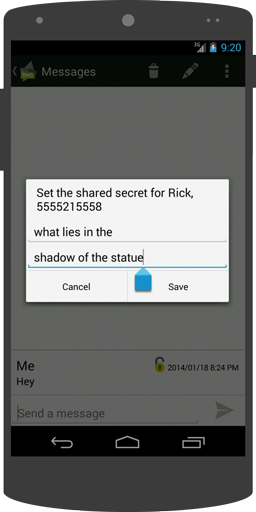 3G 9:20
Messages
Set the shared secret for Rick,
5555215558
what lies in the
shadow of the statue
Cancel Save
Me
2014/01/18 8:24 PM
Hey
Send a message